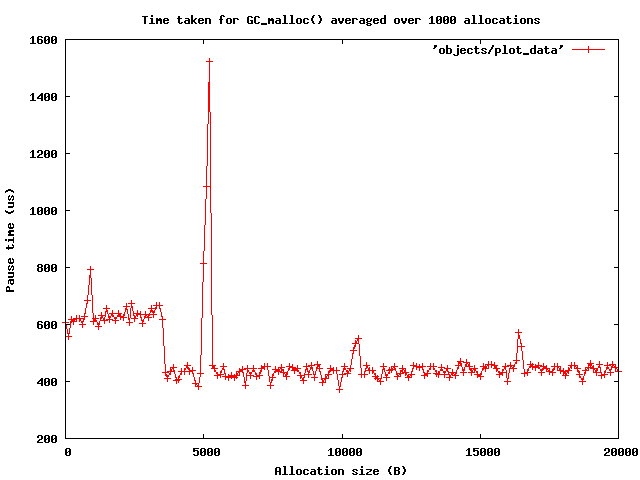 Time taken for GC_malloc() averaged over 1000 allocations
'objects/plot_data'
1600
1400
1200
1000
800
600
400
200
Pause time (us)
0 5000 10000 15000 20000
Allocation size (B)